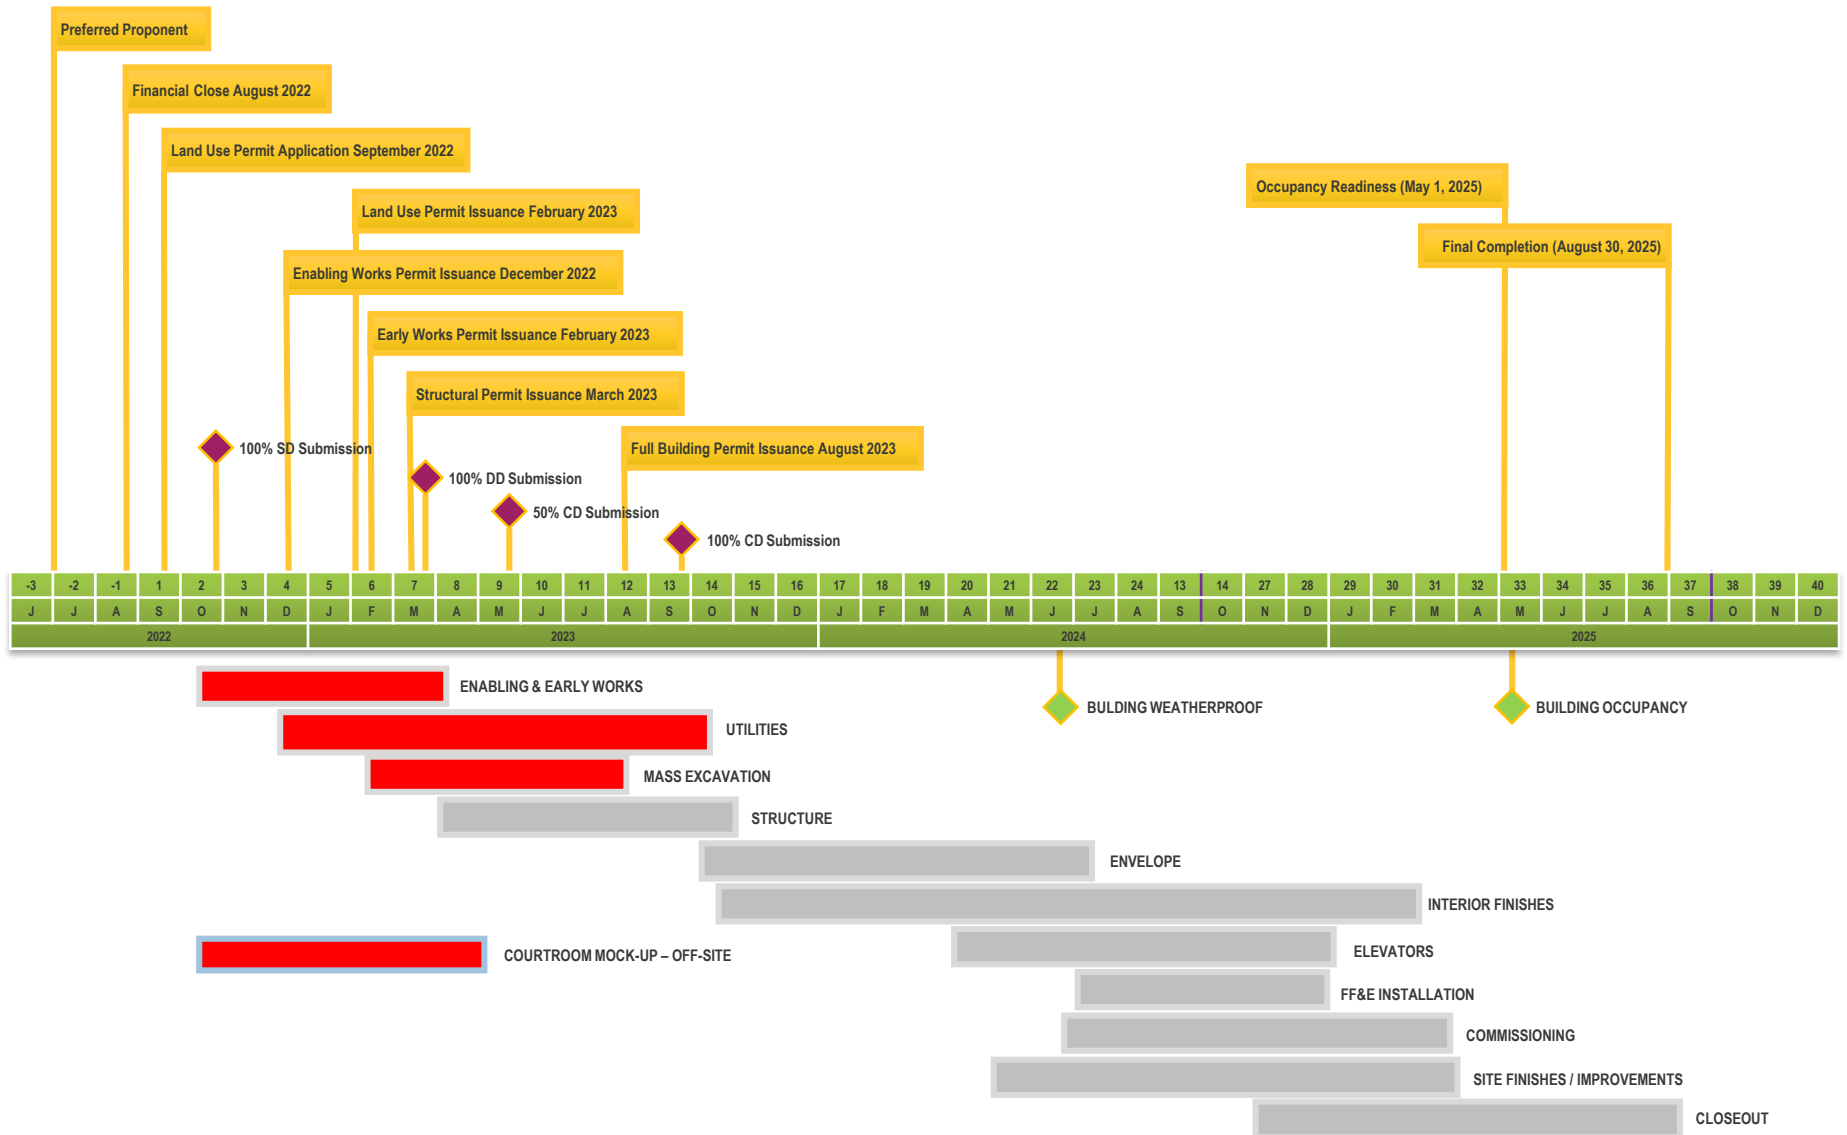 Preferred Proponent
Financial Close August 2022
Land Use Permit Application September 2022
Occupancy Readiness (May 1, 2025)
Land Use Permit Issuance February 2023
Final Completion (August 30, 2025)
Enabling Works Permit Issuance December 2022
Early Works Permit Issuance February 2023
Structural Permit Issuance March 2023
100% SD Submission
Full Building Permit Issuance August 2023
100% DD Submission
50% CD Submission
100% CD Submission
-3 -2 -1 1 2 3 4 5 6 7 8 9 10 11 12 13 14 15 16 17 18 19 20 21 22 23 24 13 14 27 28 29 30 31 32 33 34 35 36 37 38 39 40
J J A S O N D J F M A M J J A S O N D J F M A M J J A S O N D J F M A M J J A S O N D
2022 2023 2024 2025
ENABLING & EARLY WORKS
BULDING WEATHERPROOF
BUILDING OCCUPANCY
UTILITIES
MASS EXCAVATION
STRUCTURE
ENVELOPE
INTERIOR FINISHES
ELEVATORS
COURTROOM MOCK-UP – OFF-SITE
FF&E INSTALLATION
COMMISSIONING
SITE FINISHES / IMPROVEMENTS
CLOSEOUT